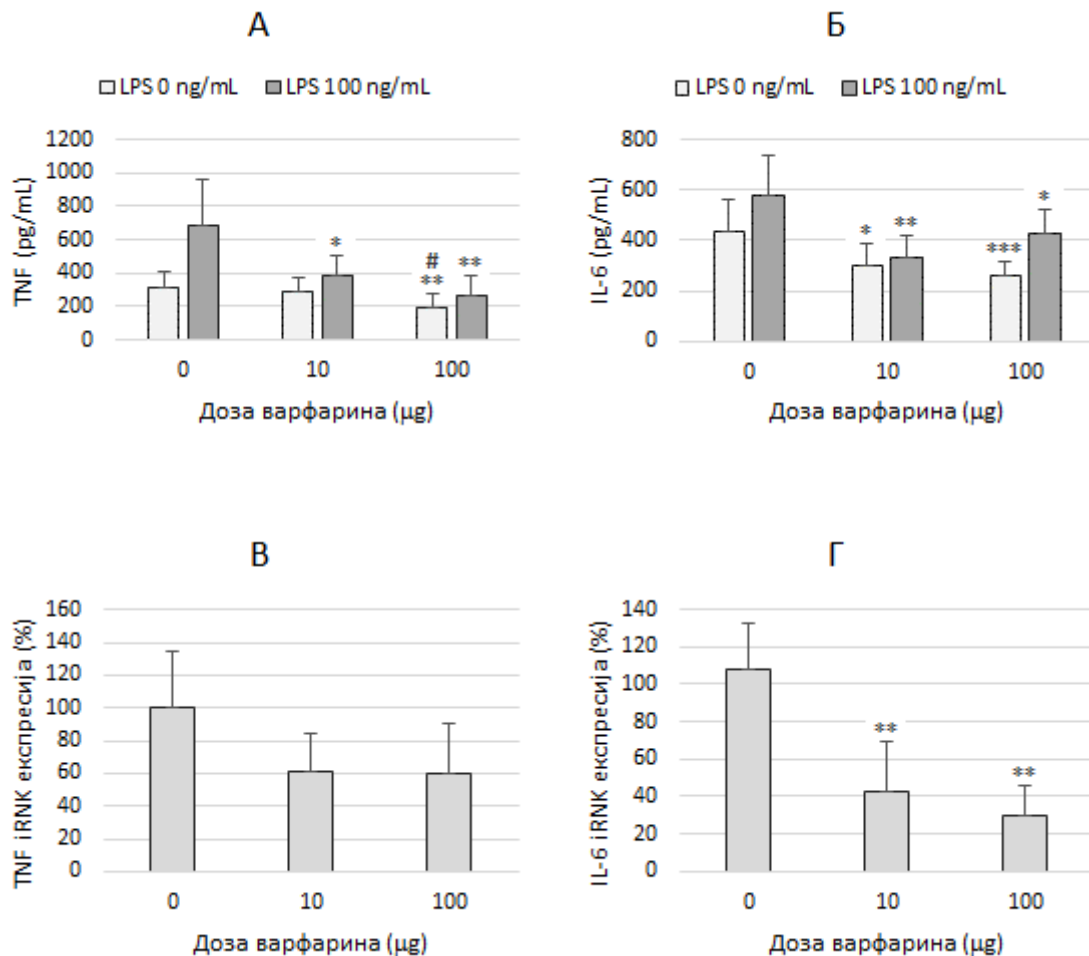 А
LPS 0 ng/mL LPS 100 ng/mL
TNF (pg/mL)
1200
1000
800
600
400
200
0
*
#
**
**
0 10 100
Доза варфарина (µg)
Б
LPS 0 ng/mL LPS 100 ng/mL
IL-6 (pg/mL)
800
600
400
200
0
*
**
***
*
0 10 100
Доза варфарина (µg)
В
TNF iRNK експресија (%)
160
140
120
100
80
60
40
20
0
0 10 100
Доза варфарина (µg)
Г
IL-6 iRNK експресија (%)
140
120
100
80
60
40
20
0
**
**
0 10 100
Доза варфарина (µg)